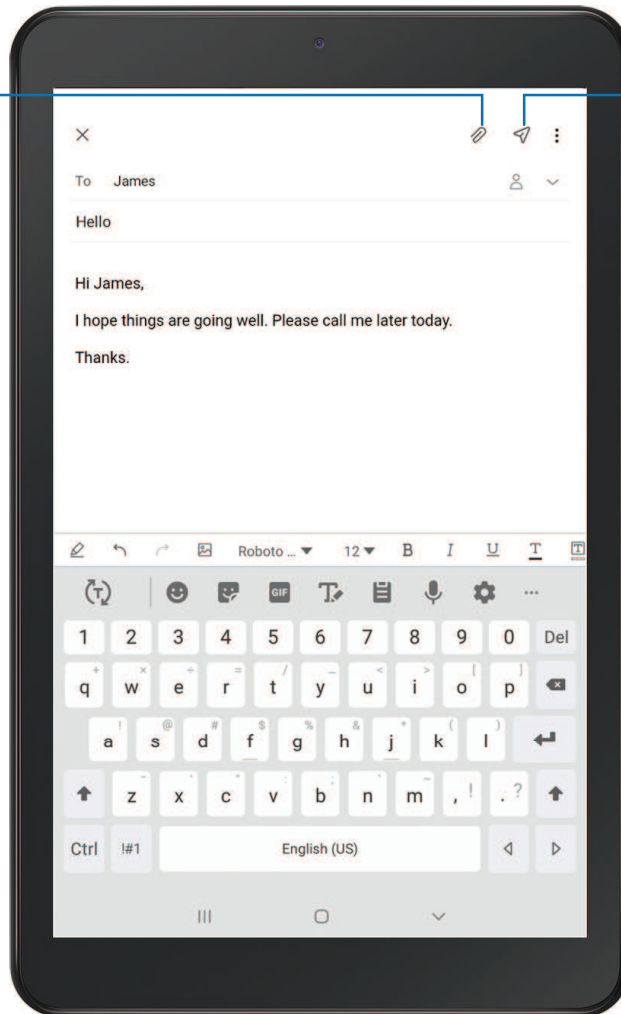 To James
Hello
Hi James,
I hope things are going well. Please call me later today.
Thanks.
Roboto ... 12 B I U T T
T GIF T
1 2 3 4 5 6 7 8 9 0 Del
+ × ÷ = / _ < > [ ]
q w e r t y u i o p
! @ # $ % & * ( )
a s d f g h j k l
- ' " : ; ` ~ ! ?
z x c v b n m , .
Ctrl !#1 English (US)